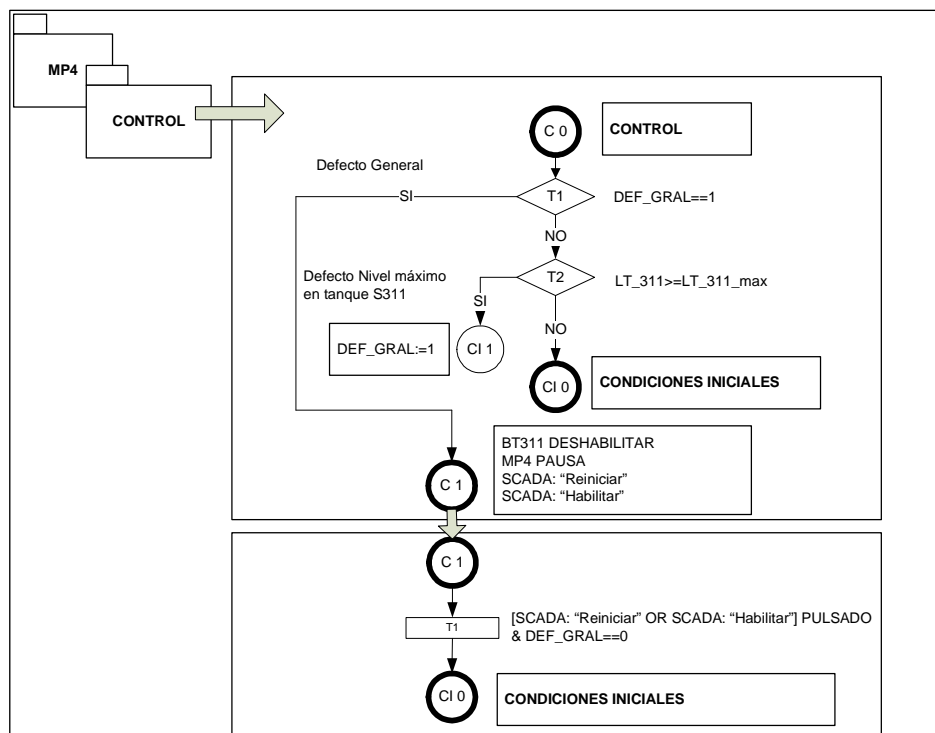 MP4
CONTROL
C 0
CONTROL
Defecto General
SI
T1
DEF_GRAL==1
NO
Defecto Nivel máximo
en tanque S311
T2
LT_311>=LT_311_max
SI
NO
DEF_GRAL:=1
CI 1
CI 0
CONDICIONES INICIALES
BT311 DESHABILITAR
MP4 PAUSA
SCADA: “Reiniciar”
SCADA: “Habilitar”
C 1
C 1
T1
[SCADA: “Reiniciar” OR SCADA: “Habilitar”] PULSADO
& DEF_GRAL==0
CI 0
CONDICIONES INICIALES